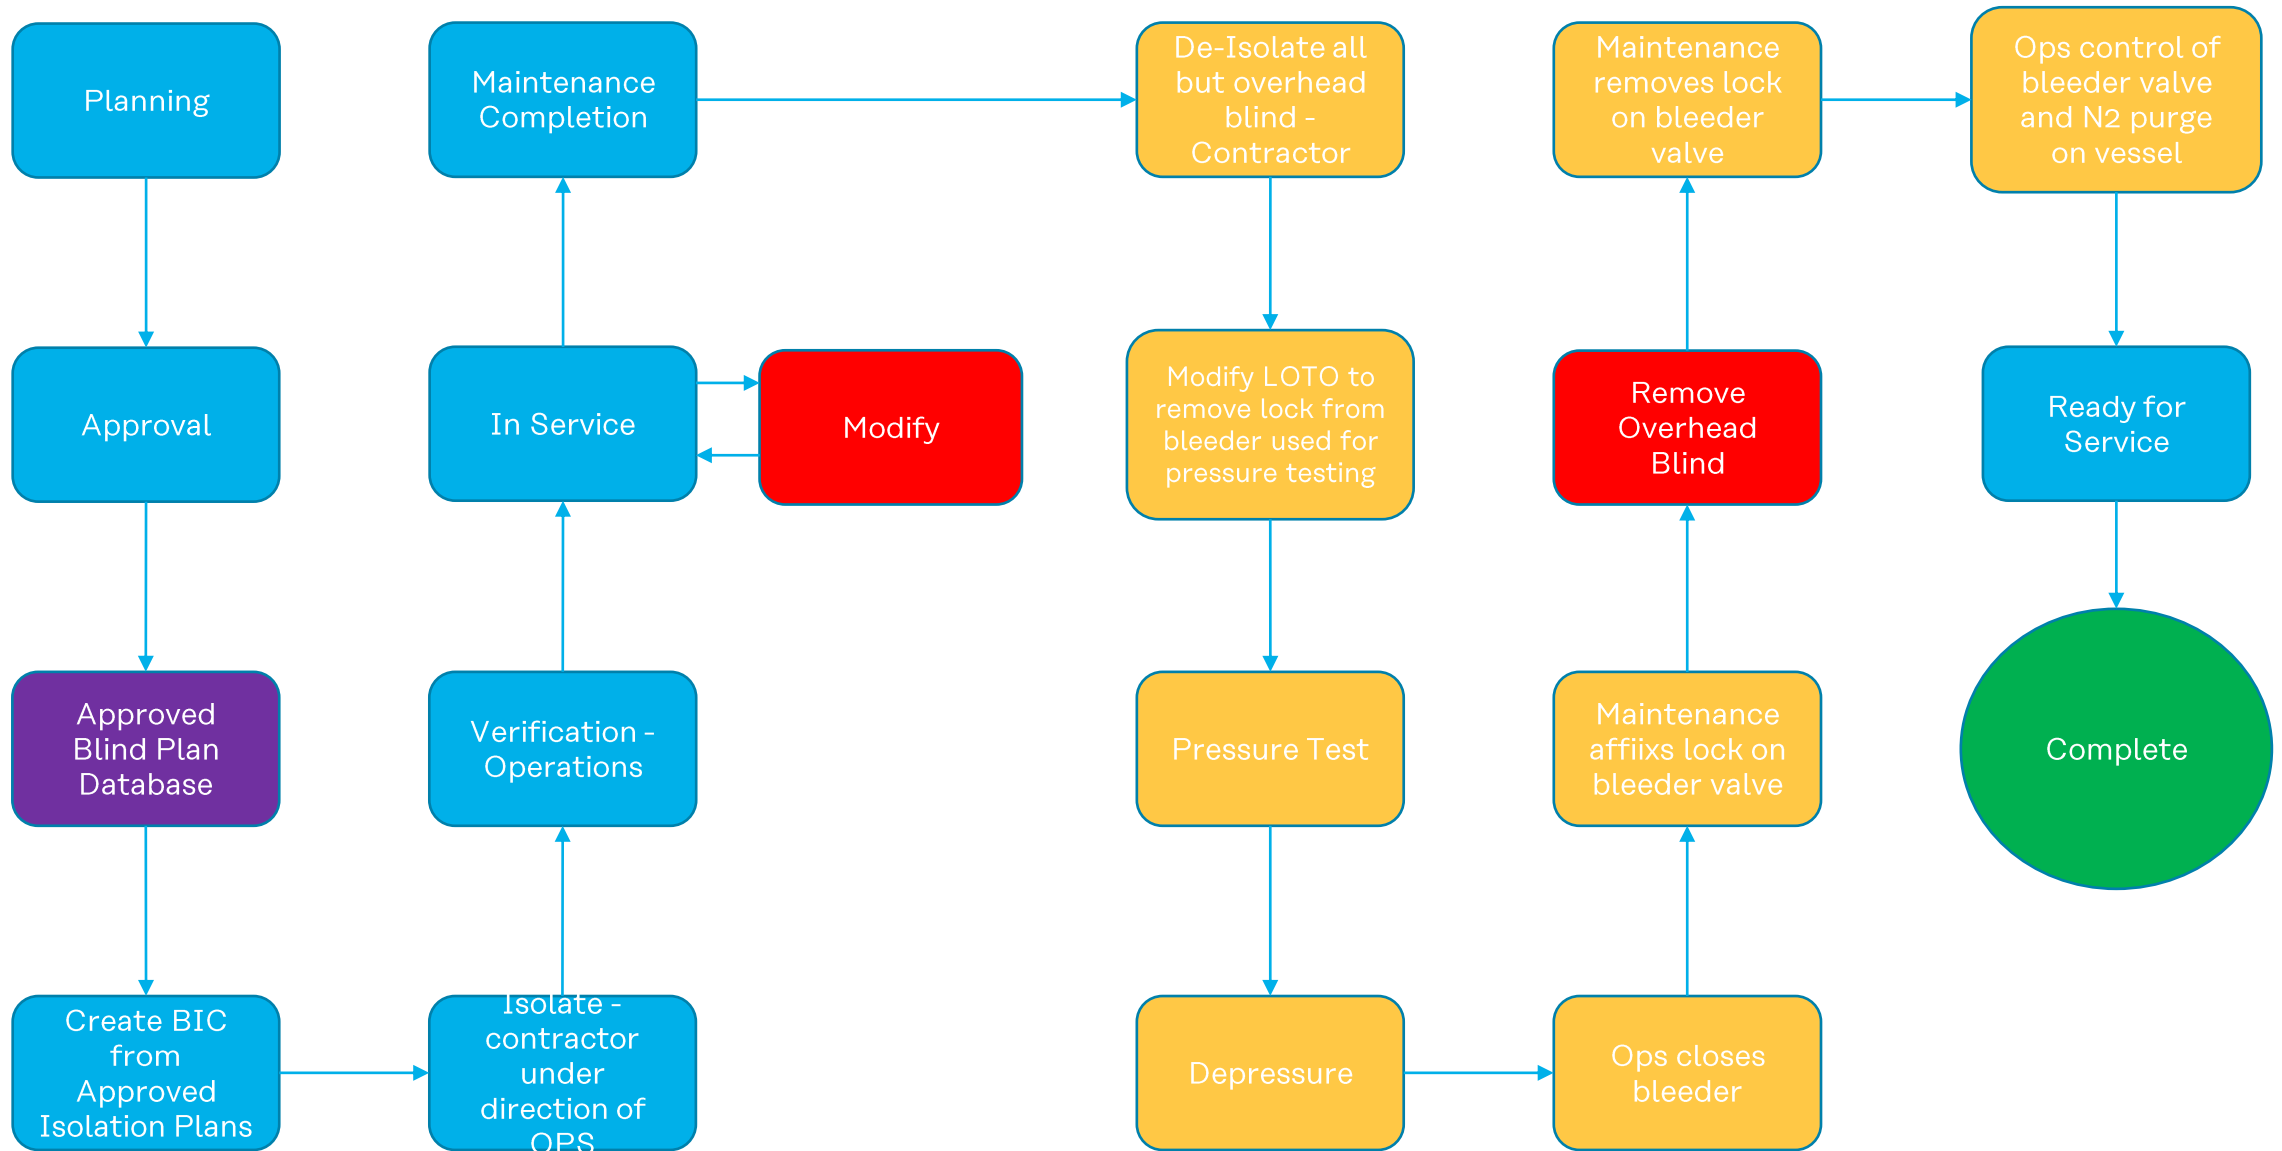 Planning
Approval
Approved
Blind Plan
Database
Create BIC
from
Approved
Isolation Plans
Isolate -
contractor
under
direction of
OPS
Verification -
Operations
In Service
Modify
Maintenance
Completion
De-Isolate all
but overhead
blind -
Contractor
Modify LOTO to
remove lock from
bleeder used for
pressure testing
Pressure Test
Depressure
Ops closes
bleeder
Maintenance
affiixs lock on
bleeder valve
Remove
Overhead
Blind
Maintenance
removes lock
on bleeder
valve
Ops control of
bleeder valve
and N2 purge
on vessel
Ready for
Service
Complete